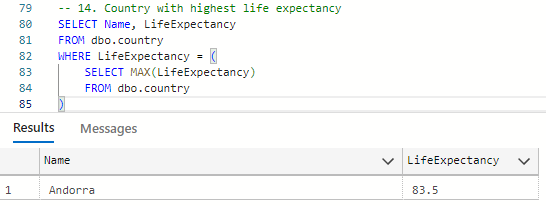 79 -- 14. Country with highest life expectancy
80 SELECT Name, LifeExpectancy
81 FROM dbo.country
82 WHERE LifeExpectancy = (
83 SELECT MAX(LifeExpectancy)
84 FROM dbo.country
85 )
Results Messages
Name LifeExpectancy
1 Andorra 83.5